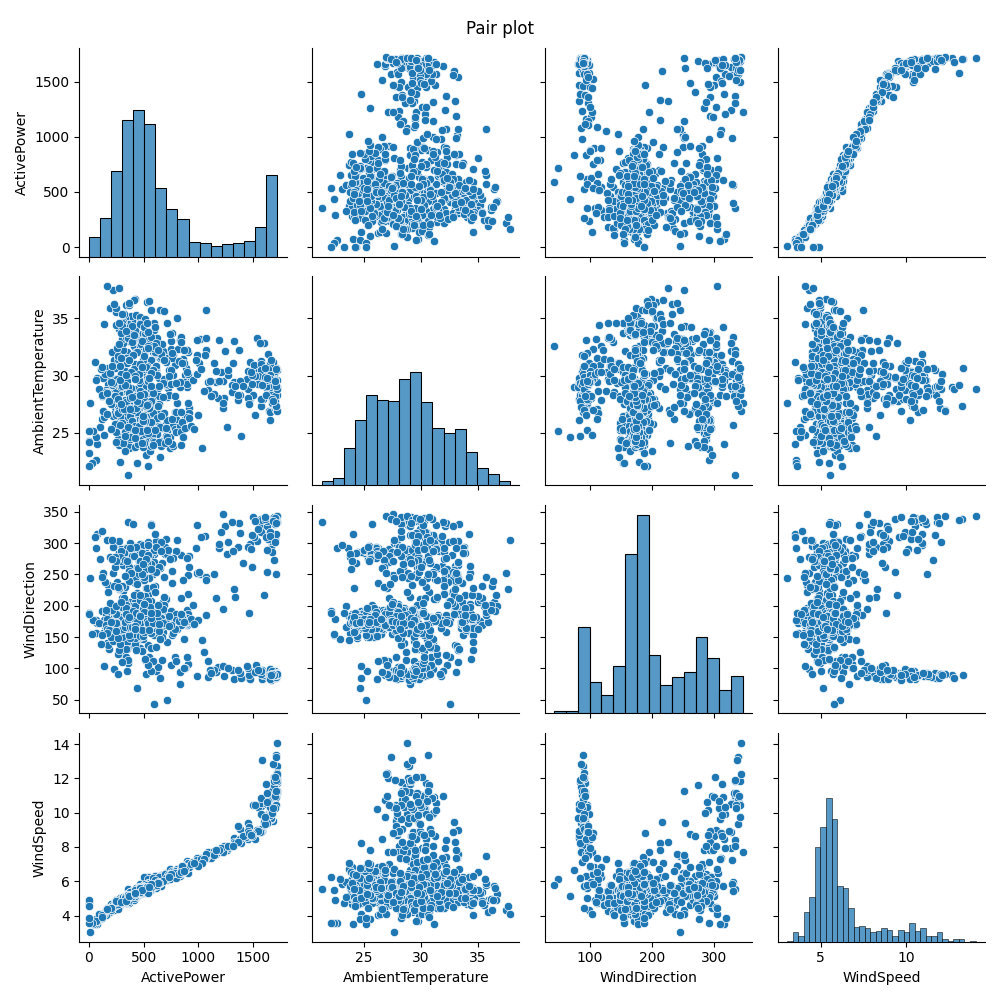 Pair plot
ActivePower
1500
1000
500
0
AmbientTemperature
35
30
25
WindDirection
350
300
250
200
150
100
50
WindSpeed
14
12
10
8
6
4
0 500 1000 1500
25 30 35
100 200 300
5 10
ActivePower
AmbientTemperature
WindDirection
WindSpeed